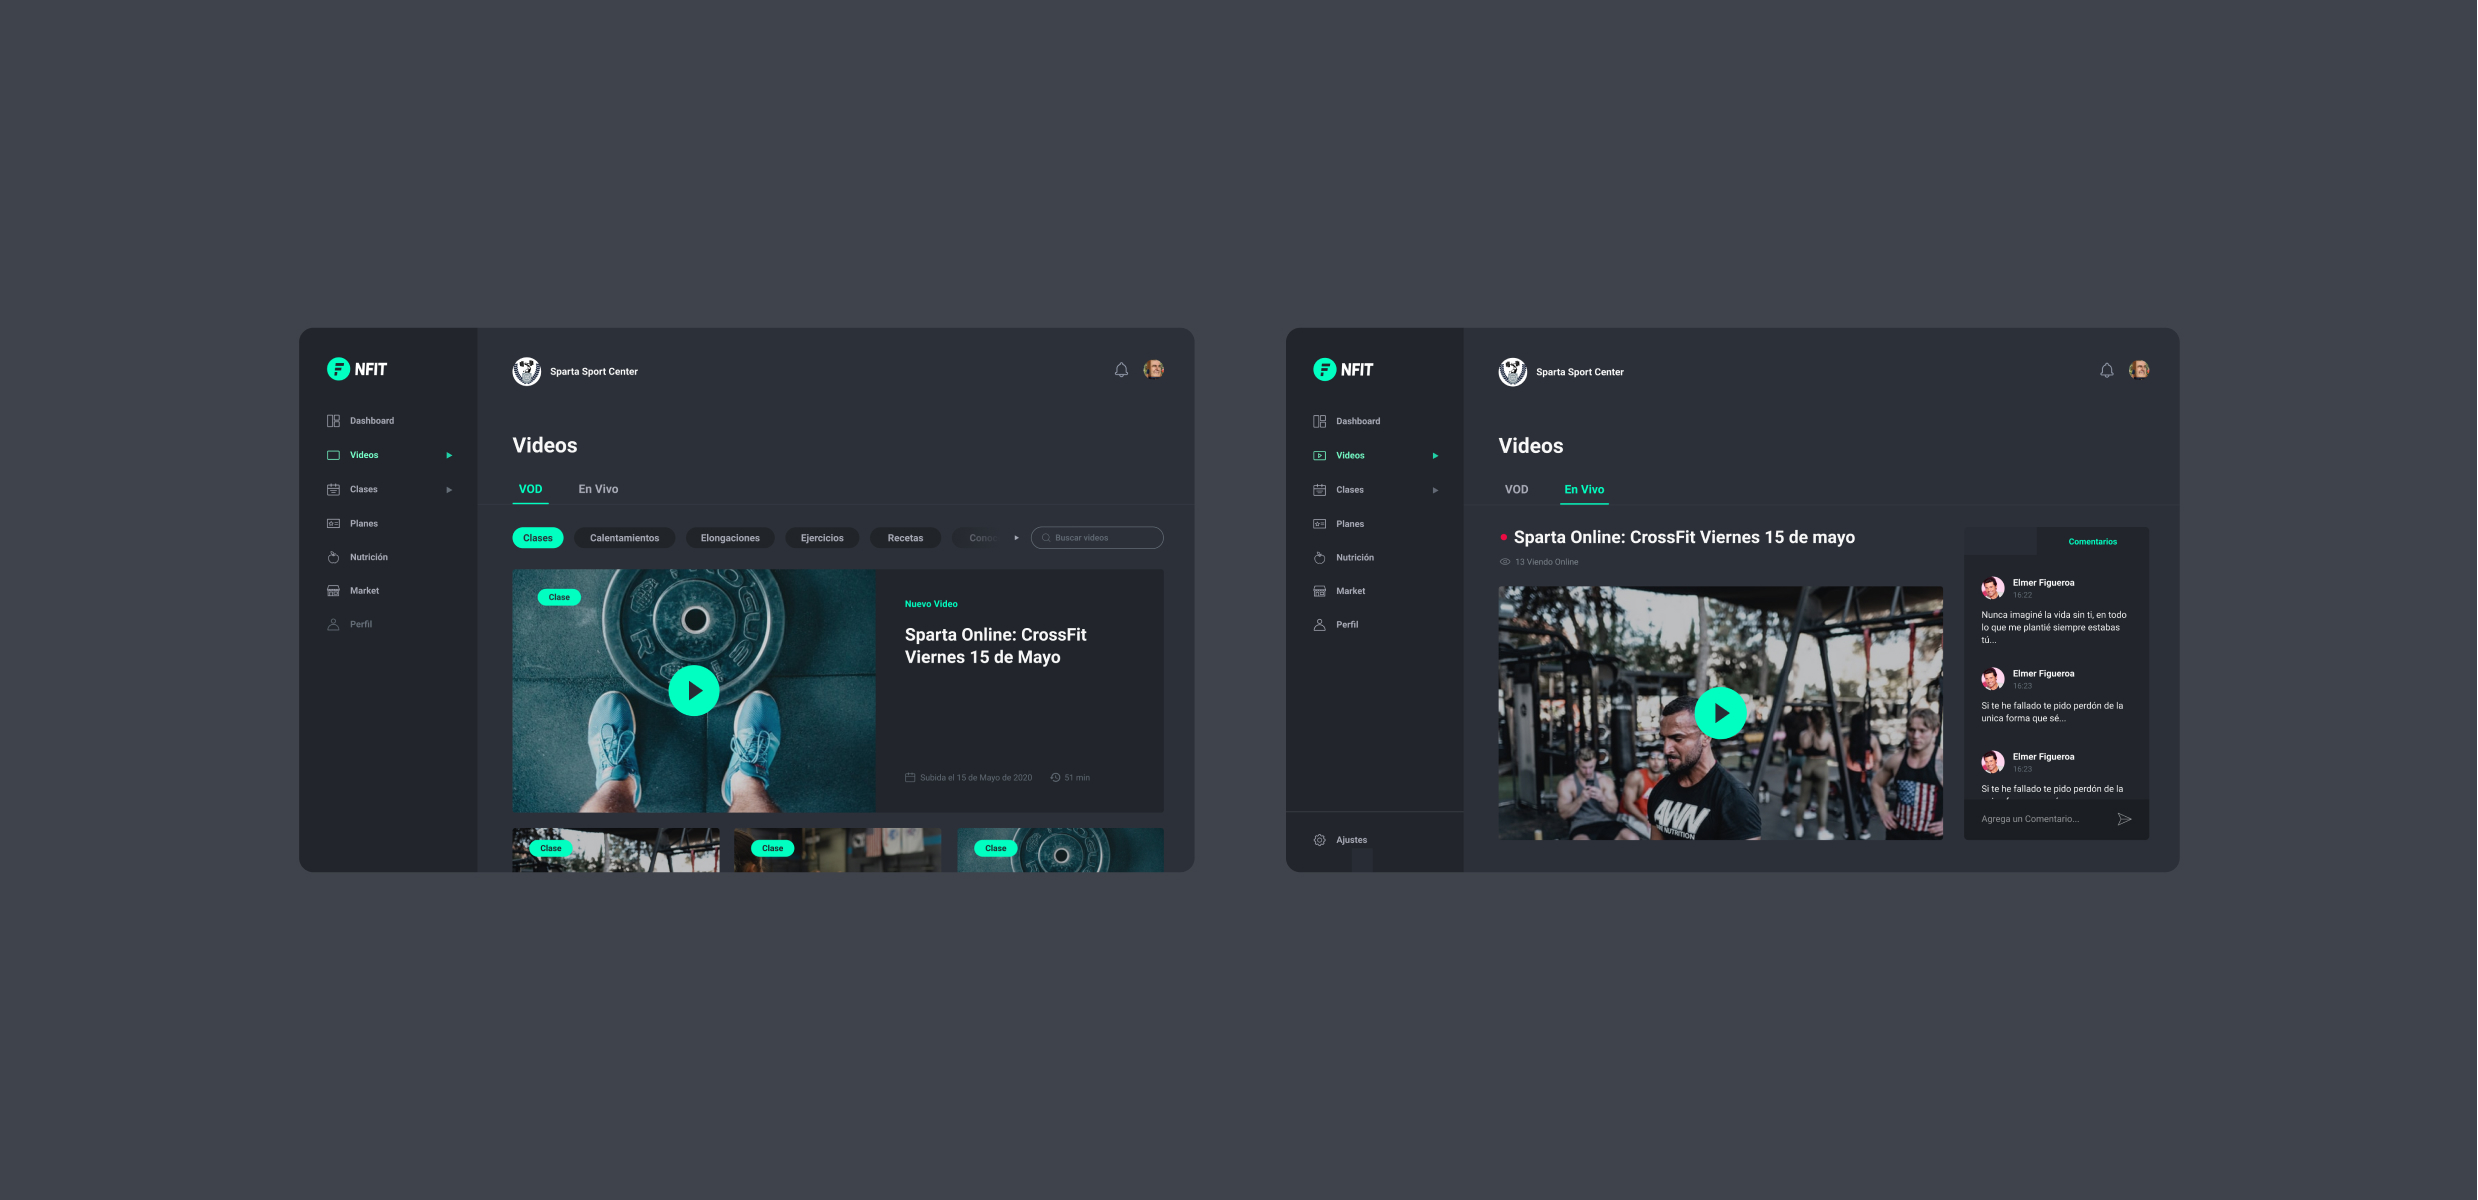 NFIT
Sparta Sport Center
Dashboard
Videos
Clases
Planes
Nutrición
Market
Perfil
Videos
VOD
En Vivo
Clases
Calentamientos
Elongaciones
Ejercicios
Recetas
Buscar videos
Clase
Nuevo Video
Sparta Online: CrossFit
Viernes 15 de Mayo
Subida el 15 de Mayo de 2020
51 min
Clase
Clase
Clase
NFIT
Sparta Sport Center
Dashboard
Videos
Clases
Planes
Nutrición
Market
Perfil
Ajustes
Videos
VOD
En Vivo
Sparta Online: CrossFit Viernes 15 de mayo
13 Viendo Online
AWN
NUTRITION
Comentarios
Elmer Figueroa
16:22
Nunca imaginé la vida sin ti, en todo
lo que me plantié siempre estabas
tú...
Elmer Figueroa
16:23
Si te he fallado te pido perdón de la
unica forma que sé...
Elmer Figueroa
16:23
Si te he fallado te pido perdón de la
Agrega un Comentario...